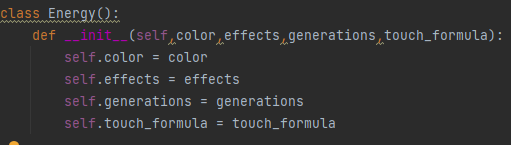 class Energy():
    def __init__(self,color,effects,generations,touch_formula):
        self.color = color
        self.effects = effects
        self.generations = generations
        self.touch_formula = touch_formula